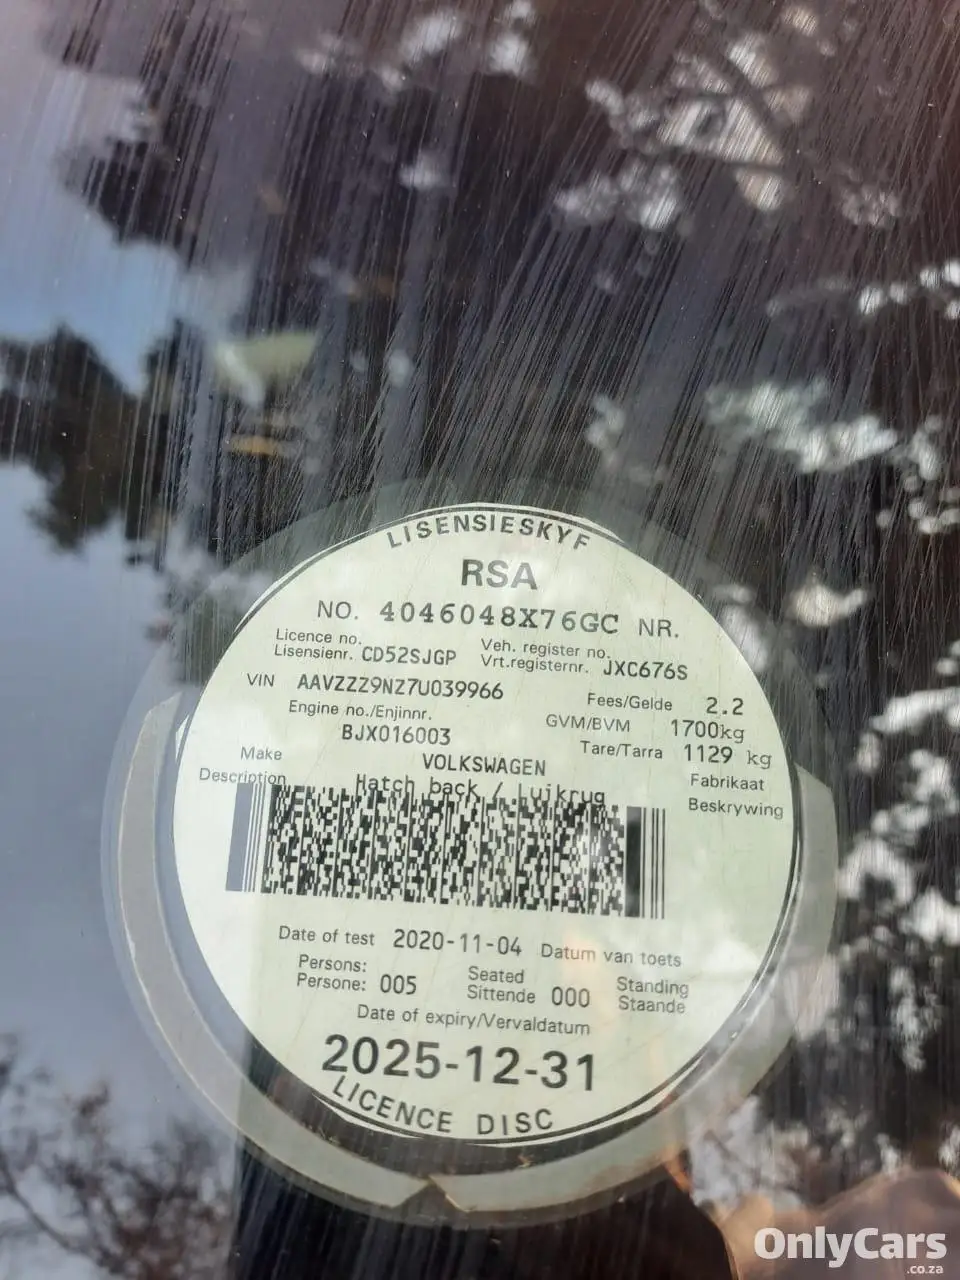 LISENSIESKYF
RSA
NO. 4046048X76GC NR.
Licence no. Veh. register no.
Lisensienr. CD52SJGP Vrt.registernr. JXC676S
VIN AAVZZZ9NZ7U039966 Fees/Gelde 2.2
Engine no./Enjinnr. GVM/BVM 1700kg
BJX016003 Tare/Tarra 1129 kg
Make VOLKSWAGEN Fabrikaat
Description Hatch back / Luikrug Beskrywing
Date of test 2020-11-04 Datum van toets
Persons: Seated Standing
Persone: 005 Sittende 000 Staande
Date of expiry/Vervaldatum
2025-12-31
LICENCE DISC
OnlyCars
.co.za